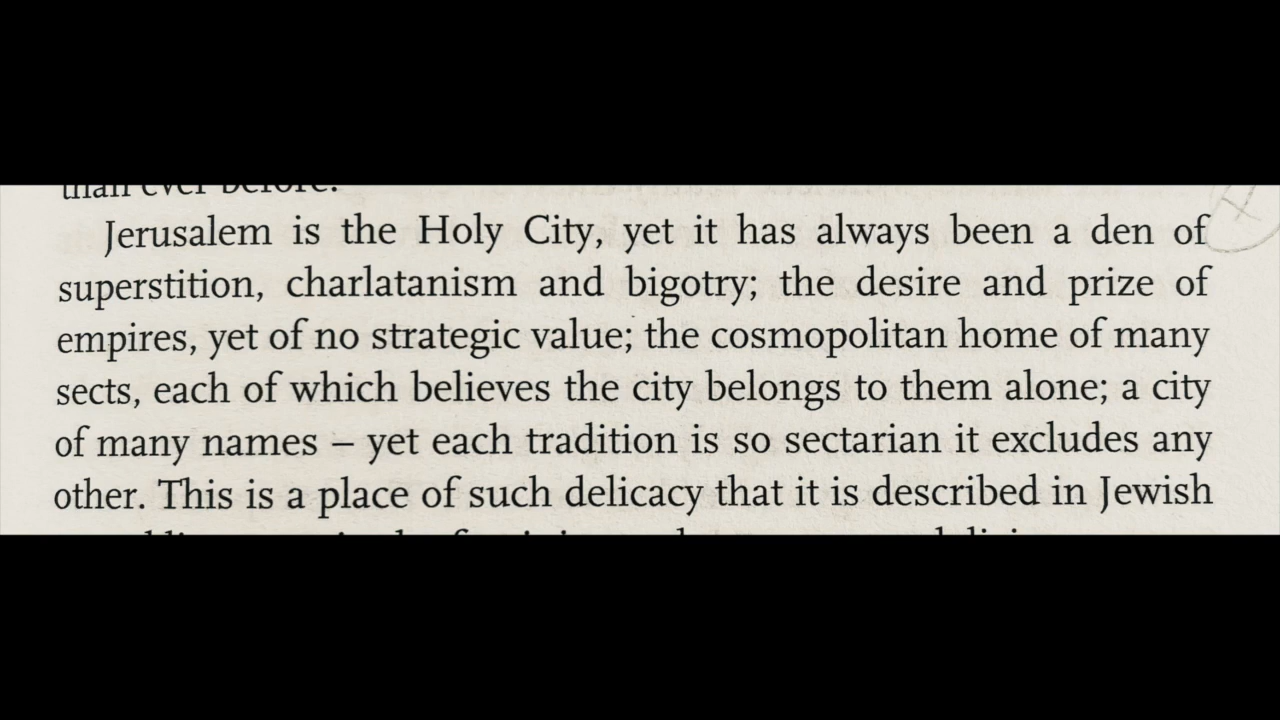 than ever before.
Jerusalem is the Holy City, yet it has always been a den of
superstition, charlatanism and bigotry; the desire and prize of
empires, yet of no strategic value; the cosmopolitan home of many
sects, each of which believes the city belongs to them alone; a city
of many names – yet each tradition is so sectarian it excludes any
other. This is a place of such delicacy that it is described in Jewish